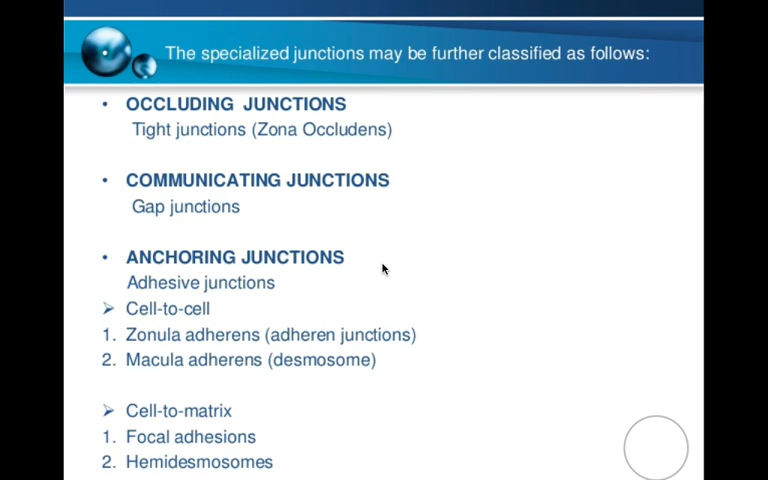 The specialized junctions may be further classified as follows:
• OCCLUDING JUNCTIONS
Tight junctions (Zona Occludens)
• COMMUNICATING JUNCTIONS
Gap junctions
• ANCHORING JUNCTIONS
Adhesive junctions
➢ Cell-to-cell
1. Zonula adherens (adheren junctions)
2. Macula adherens (desmosome)
➢ Cell-to-matrix
1. Focal adhesions
2. Hemidesmosomes